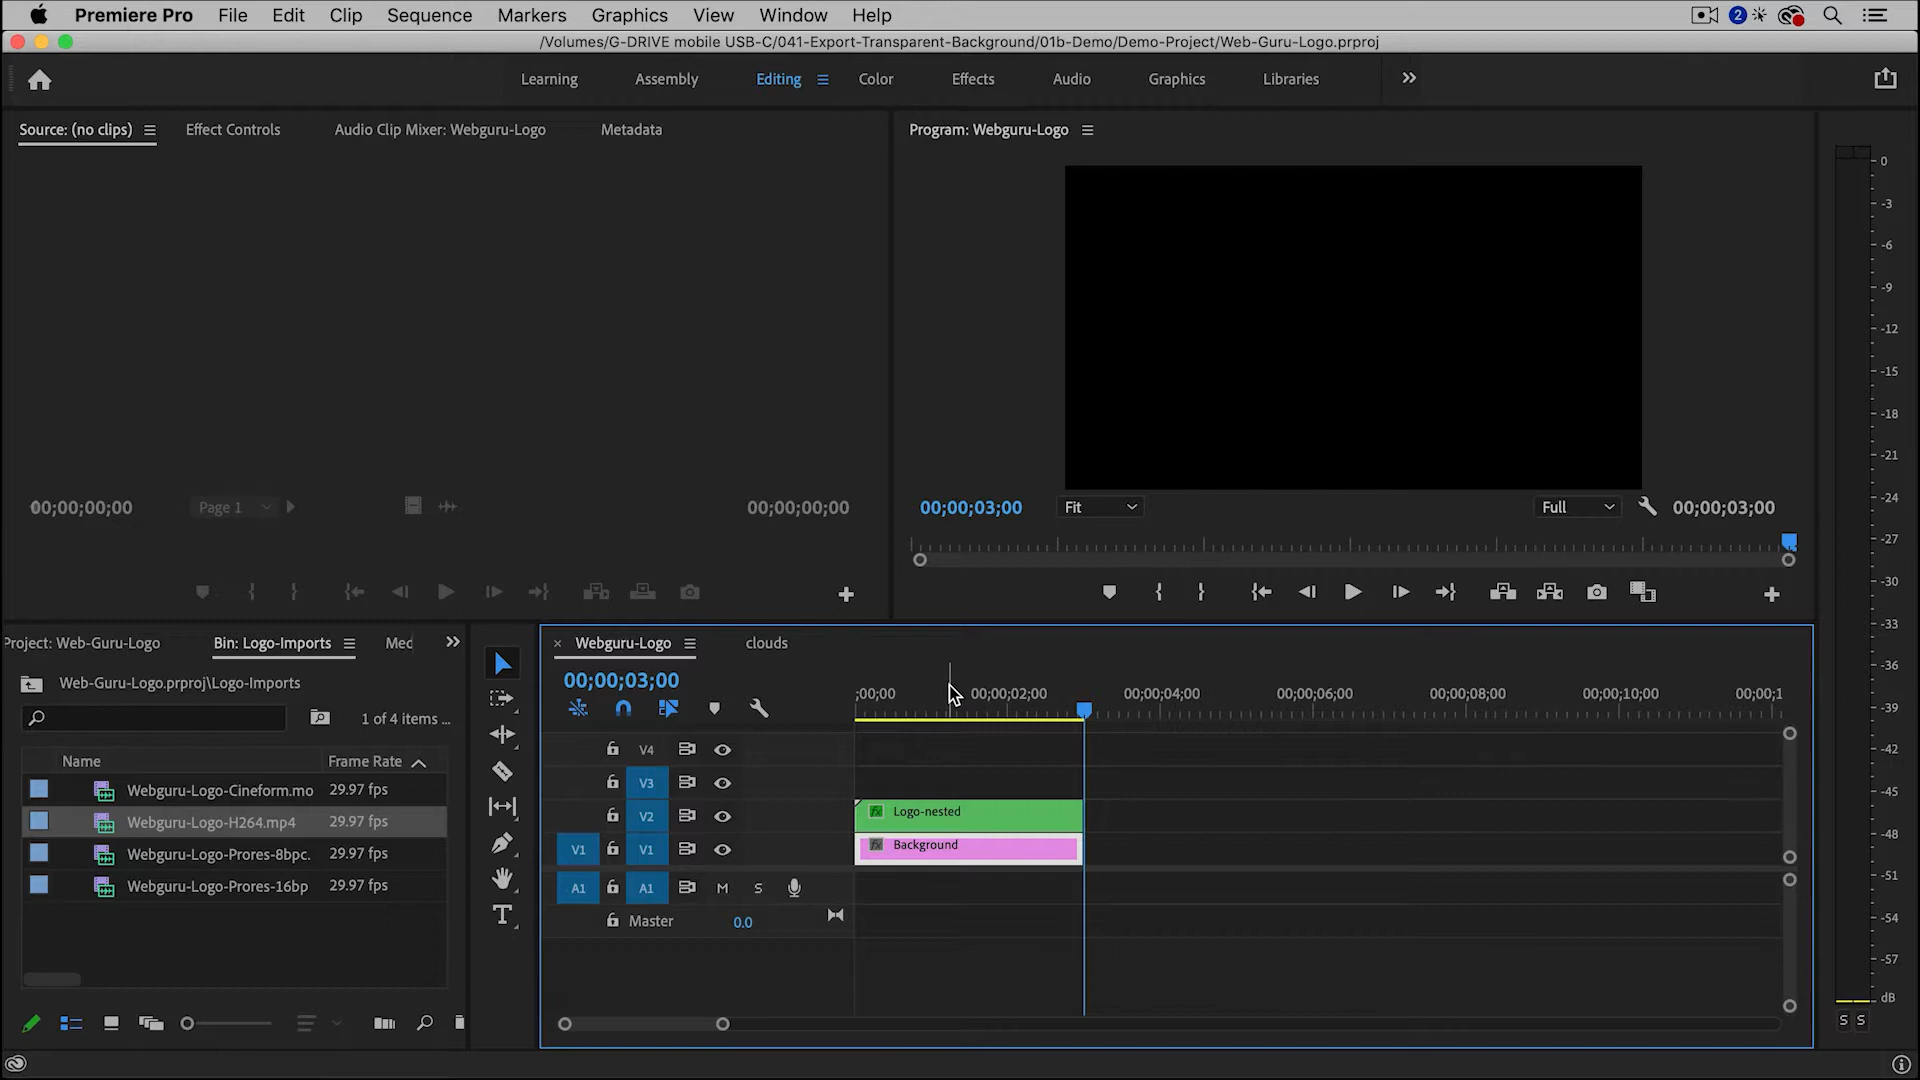 Premiere Pro File Edit Clip Sequence Markers Graphics View Window Help 2
/Volumes/G-DRIVE mobile USB-C/041-Export-Transparent-Background/01b-Demo/Demo-Project/Web-Guru-Logo.prproj
Learning Assembly Editing Color Effects Audio Graphics Libraries
Source: (no clips) Effect Controls Audio Clip Mixer: Webguru-Logo Metadata
Program: Webguru-Logo
0
-3
-6
-9
-12
-15
-18
-21
-24
-27
-30
-33
-36
-39
-42
-45
-48
-51
-54
-57
dB
S S
00;00;00;00 Page 1 00;00;00;00
00;00;03;00 Fit Full 00;00;03;00
Project: Web-Guru-Logo Bin: Logo-Imports Med
Web-Guru-Logo.prproj\Logo-Imports
1 of 4 items ...
Name Frame Rate
Webguru-Logo-Cineform.mo 29.97 fps
Webguru-Logo-H264.mp4 29.97 fps
Webguru-Logo-Prores-8bpc. 29.97 fps
Webguru-Logo-Prores-16bp 29.97 fps
× Webguru-Logo clouds
00;00;03;00
;00;00 00;00;02;00 00;00;04;00 00;00;06;00 00;00;08;00 00;00;10;00 00;00;1
V4
V3
V2 fx Logo-nested
V1 V1 fx Background
A1 A1 M S
Master 0.0
T